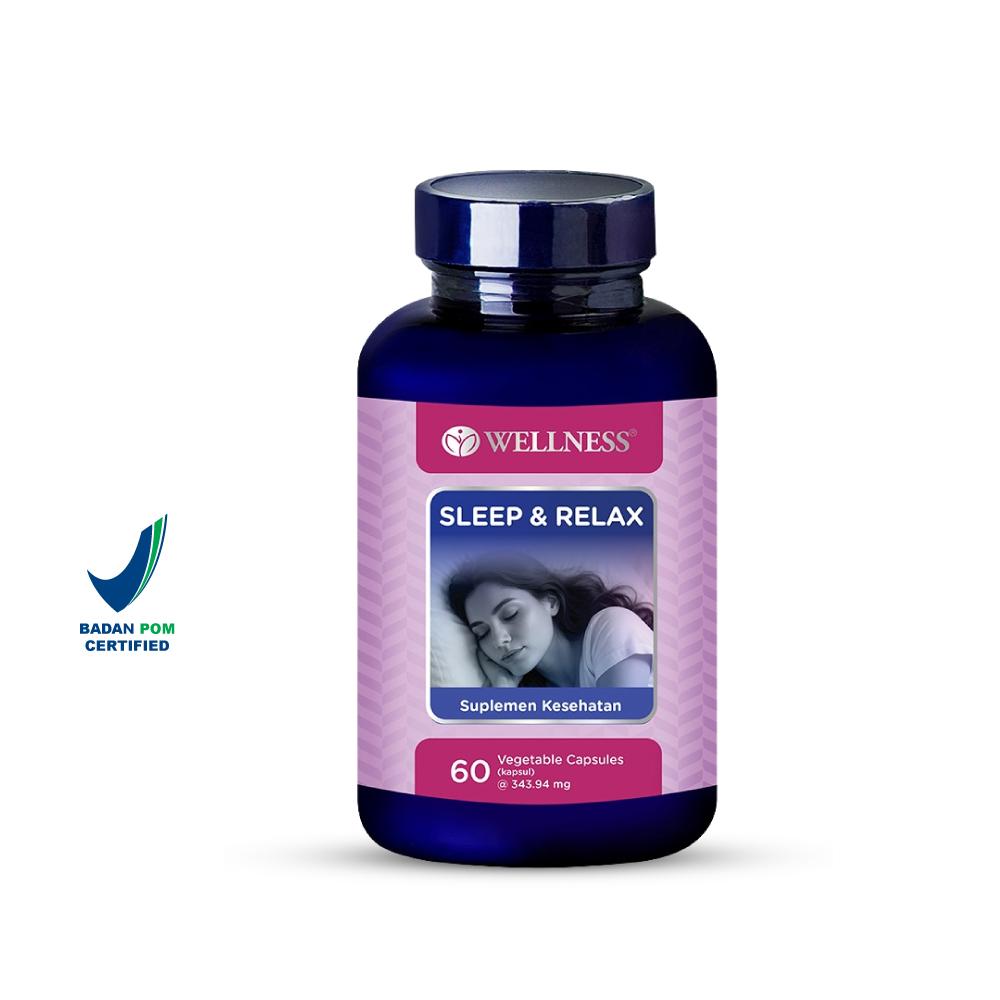 WELLNESS®
SLEEP & RELAX
Suplemen Kesehatan
60 Vegetable Capsules
(kapsul)
@ 343.94 mg
BADAN POM
CERTIFIED